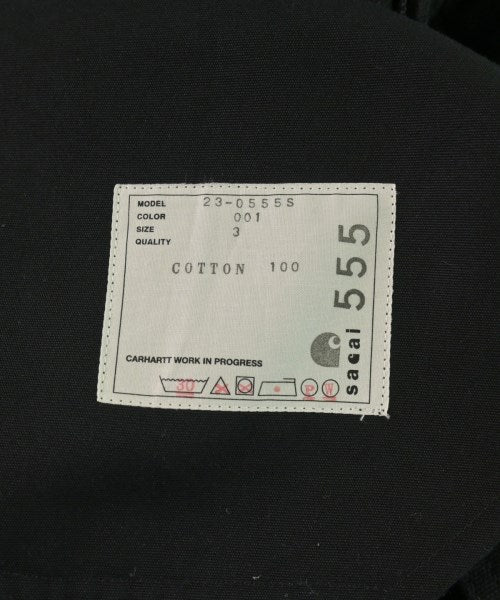 MODEL 23-0555S
COLOR 001
SIZE 3
QUALITY
COTTON 100
CARHARTT WORK IN PROGRESS
30
P
W
sacai 555